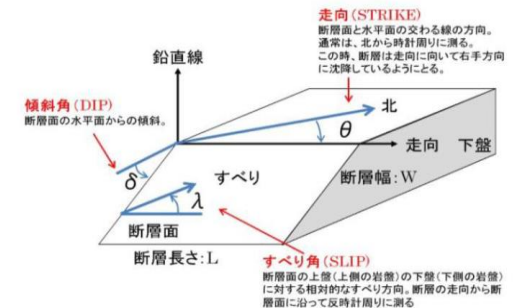 走向(STRIKE)
断層面と水平面の交わる線の方向。
通常は、北から時計周りに測る。
この時、断層は走向に向いて右手方向
に沈降しているようにとる。
鉛直線
傾斜角(DIP)
断層面の水平面からの傾斜。
北
θ
走向 下盤
δ
すべり
断層幅:W
λ
断層面
断層長さ:L
すべり角(SLIP)
断層面の上盤(上側の岩盤)の下盤(下側の岩盤)
に対する相対的なすべり方向。断層の走向から断
層面に沿って反時計周りに測る